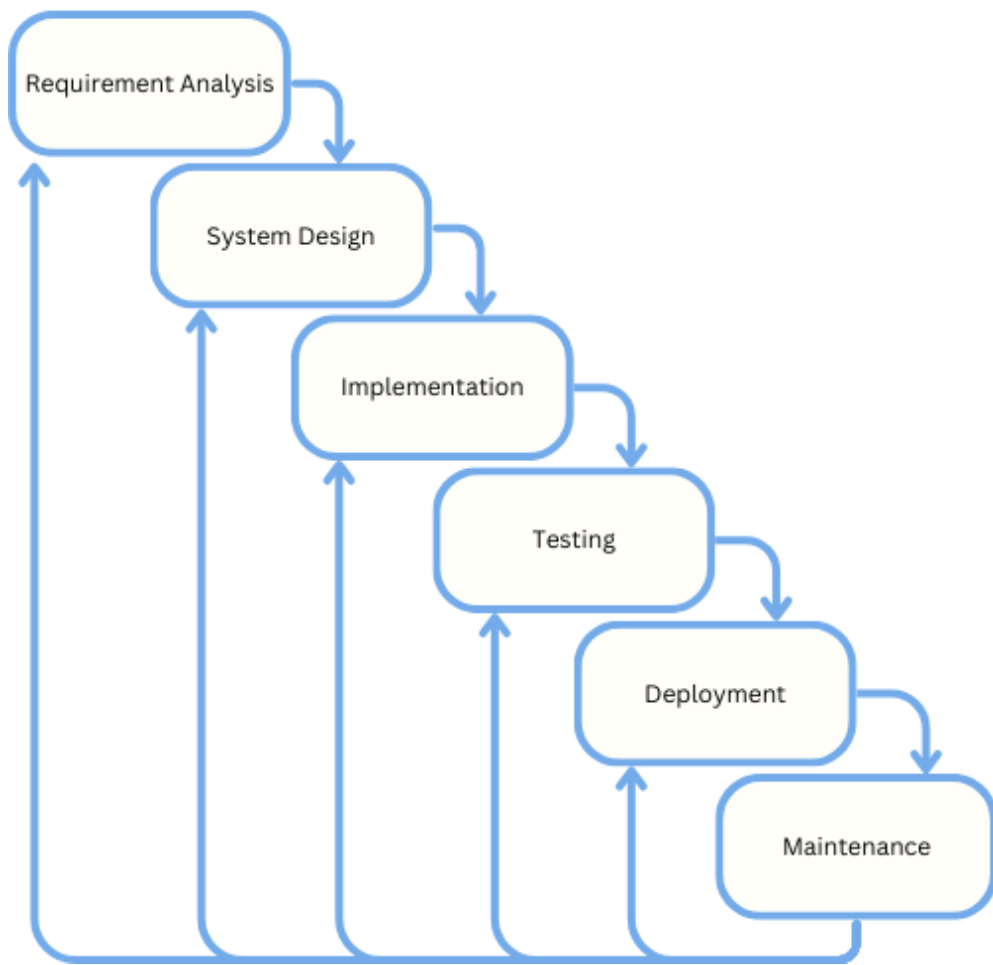 Requirement Analysis
System Design
Implementation
Testing
Deployment
Maintenance